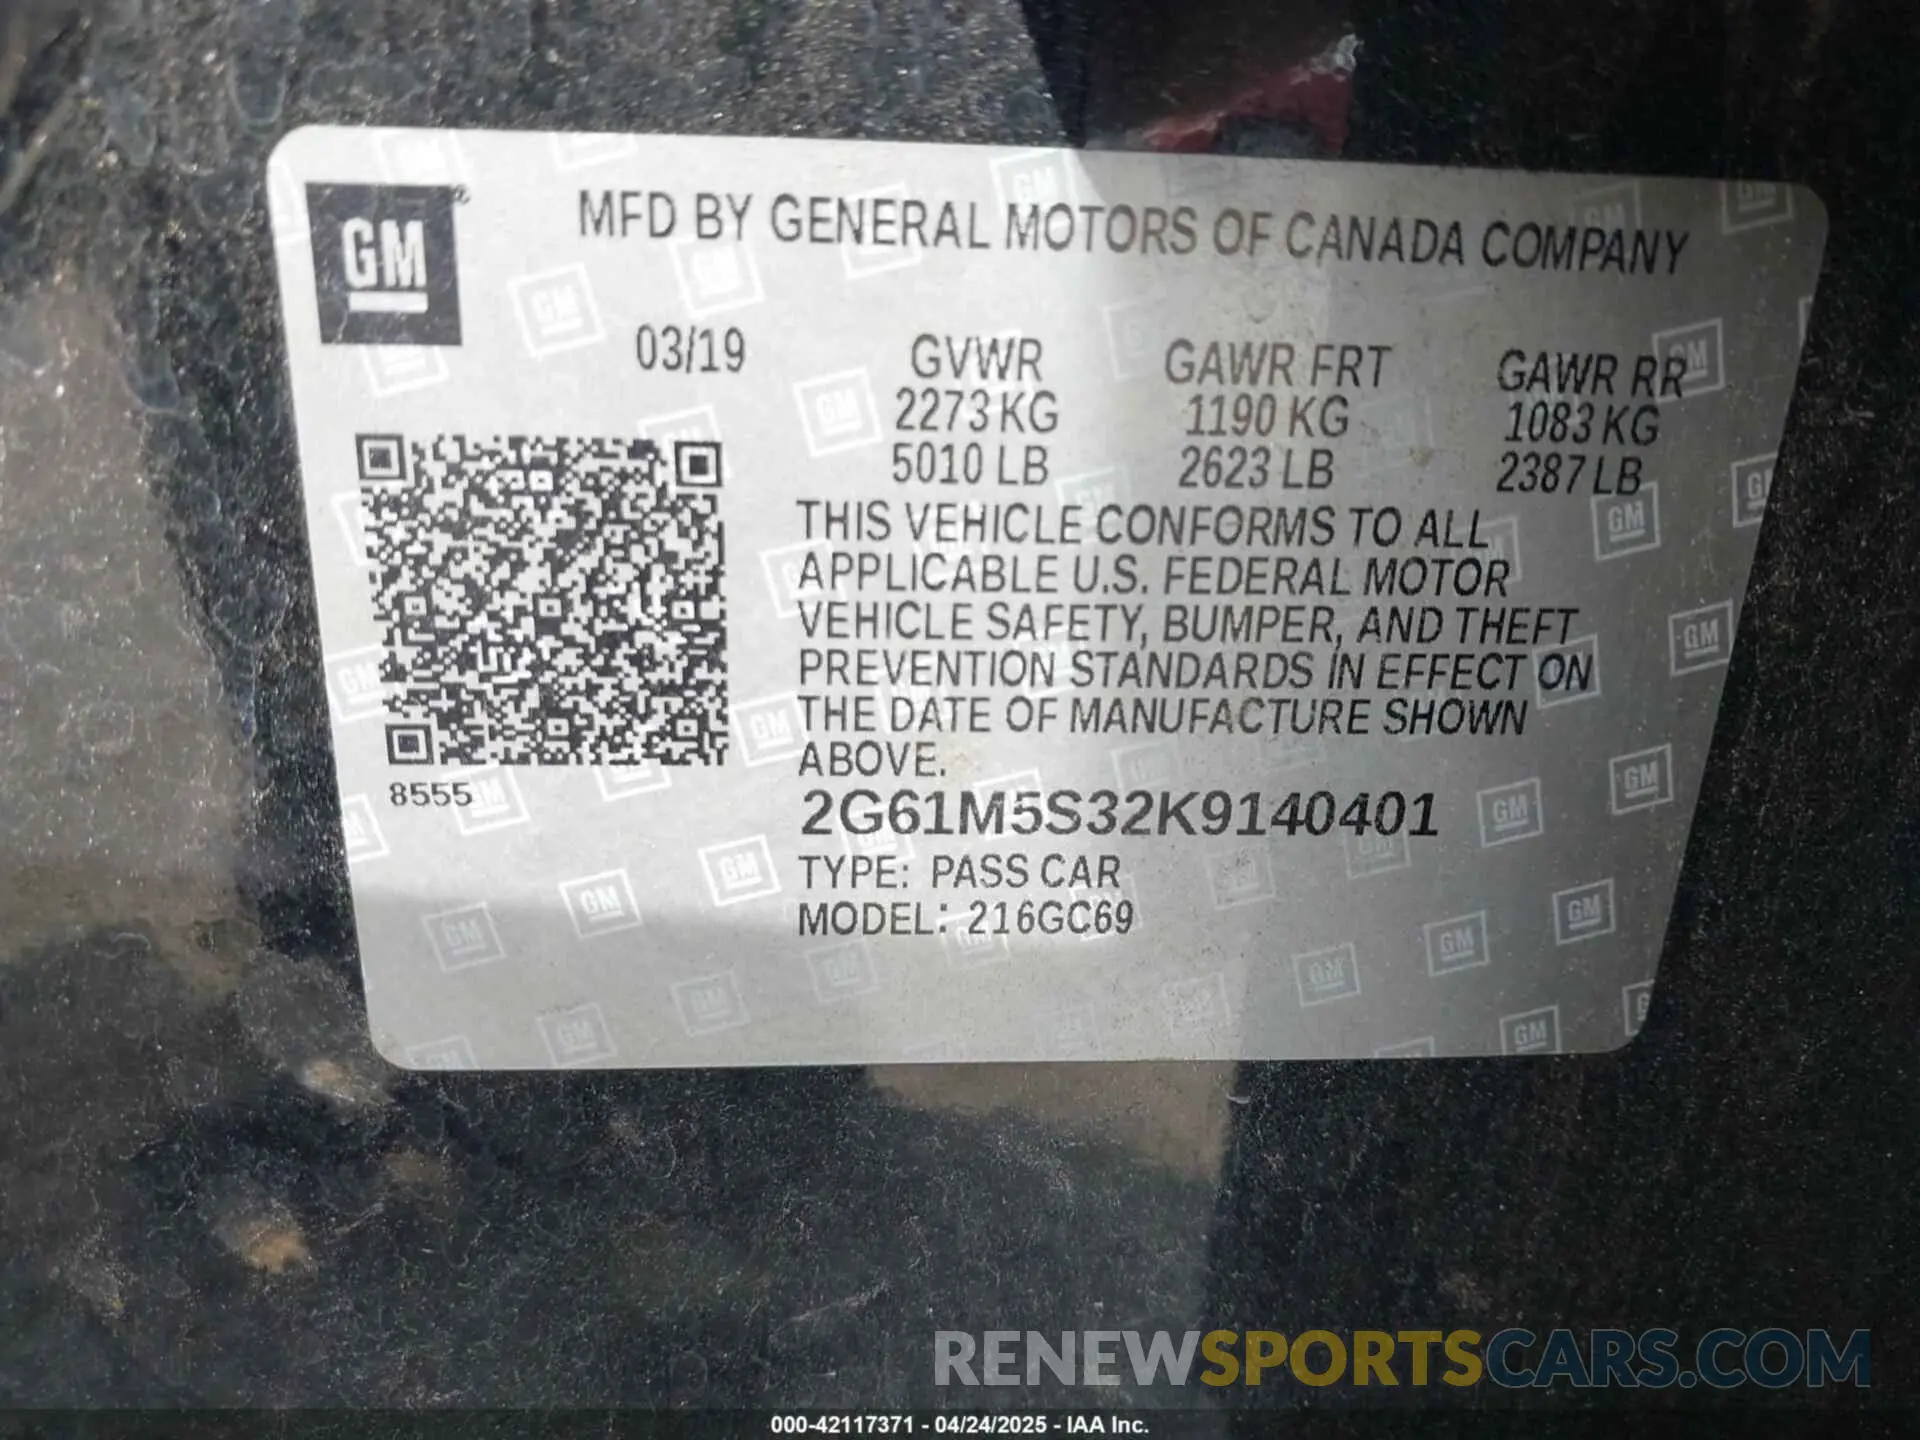 GM
MFD BY GENERAL MOTORS OF CANADA COMPANY
03/19 GVWR GAWR FRT GAWR RR
2273 KG 1190 KG 1083 KG
5010 LB 2623 LB 2387 LB
THIS VEHICLE CONFORMS TO ALL
APPLICABLE U.S. FEDERAL MOTOR
VEHICLE SAFETY, BUMPER, AND THEFT
PREVENTION STANDARDS IN EFFECT ON
THE DATE OF MANUFACTURE SHOWN
ABOVE.
8555
2G61M5S32K9140401
TYPE: PASS CAR
MODEL: 216GC69
RENEWSPORTSCARS.COM
000-42117371 - 04/24/2025 - IAA Inc.